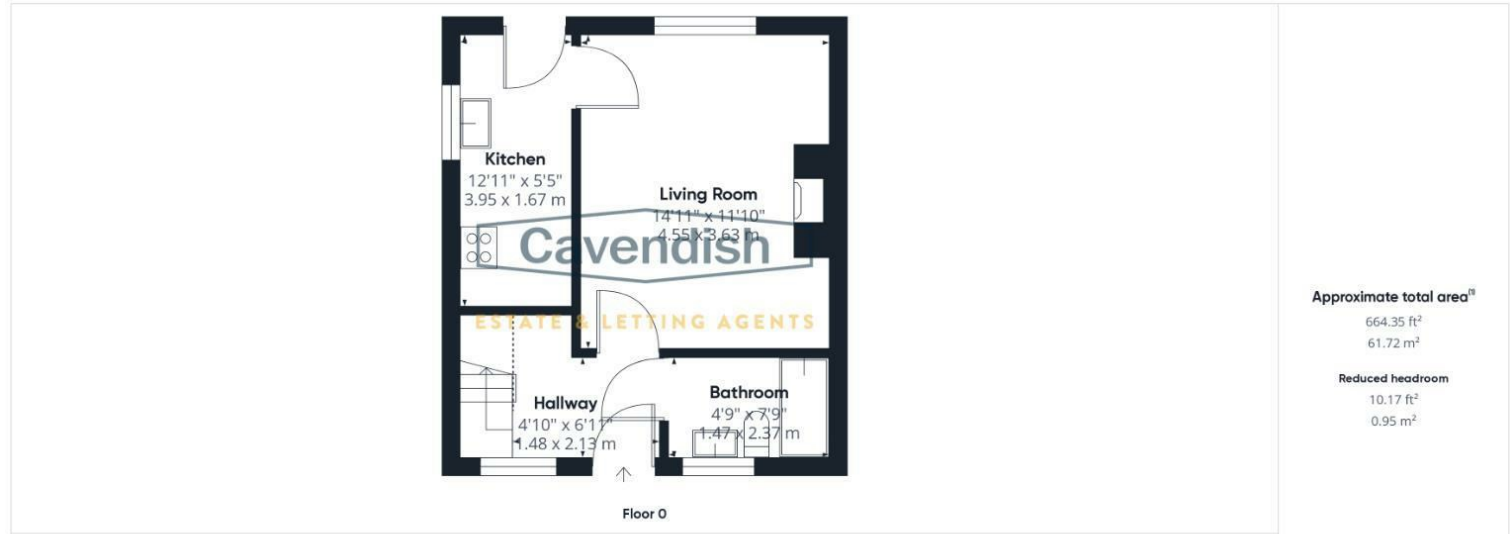 Kitchen
12'11" x 5'5"
3.95 x 1.67 m
Living Room
14'11" x 11'10"
4.55 x 3.63 m
Cavendish
ESTATE & LETTING AGENTS
Hallway
4'10" x 6'11"
1.48 x 2.13 m
Bathroom
4'9" x 7'9"
1.47 x 2.37 m
Floor 0
Approximate total area(1)
664.35 ft²
61.72 m²
Reduced headroom
10.17 ft²
0.95 m²